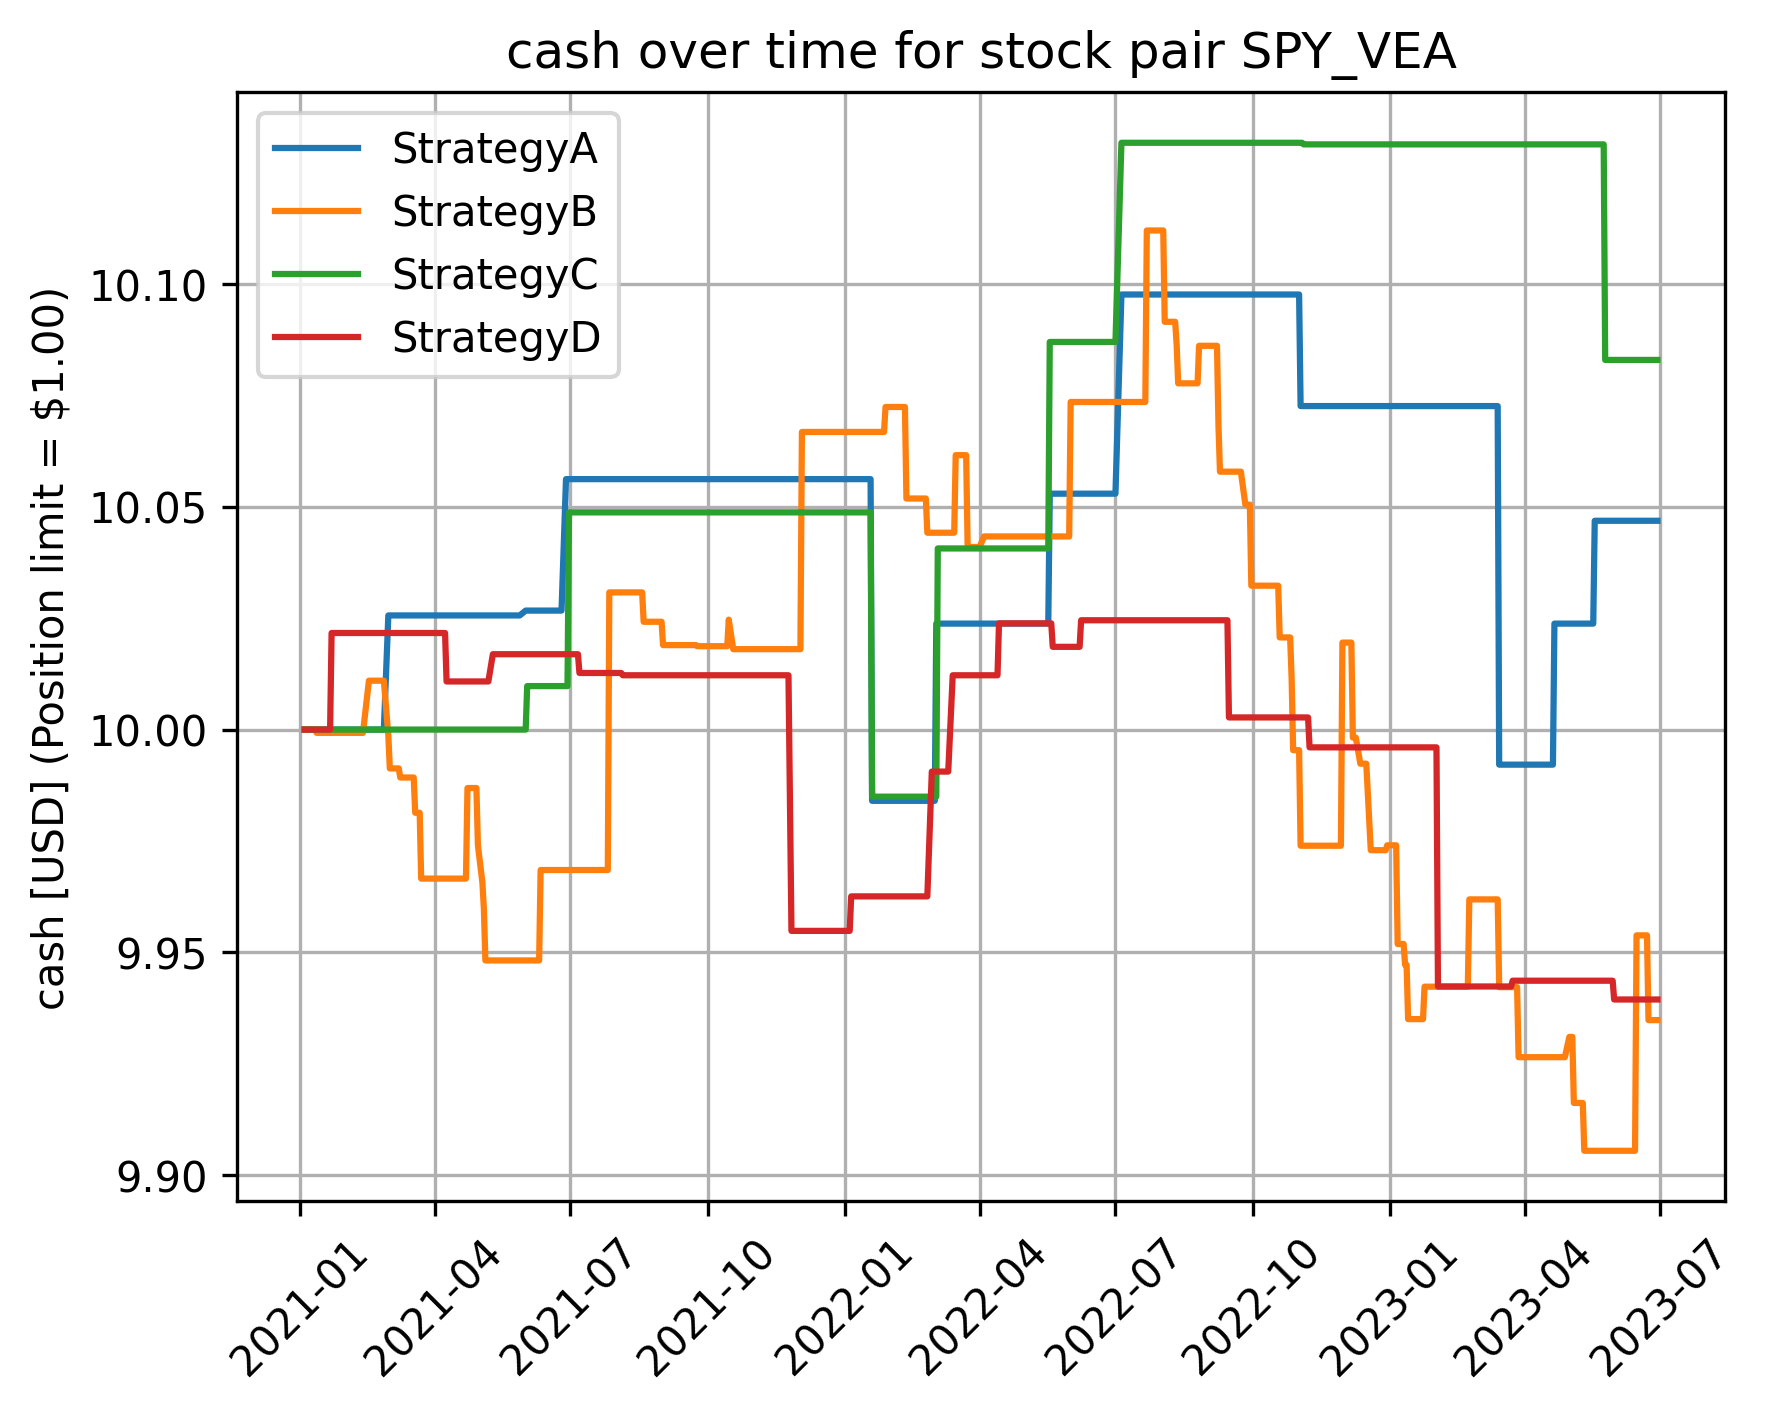 cash over time for stock pair SPY_VEA
StrategyA
StrategyB
StrategyC
StrategyD
cash [USD] (Position limit = $1.00)
10.10
10.05
10.00
9.95
9.90
2021-01
2021-04
2021-07
2021-10
2022-01
2022-04
2022-07
2022-10
2023-01
2023-04
2023-07